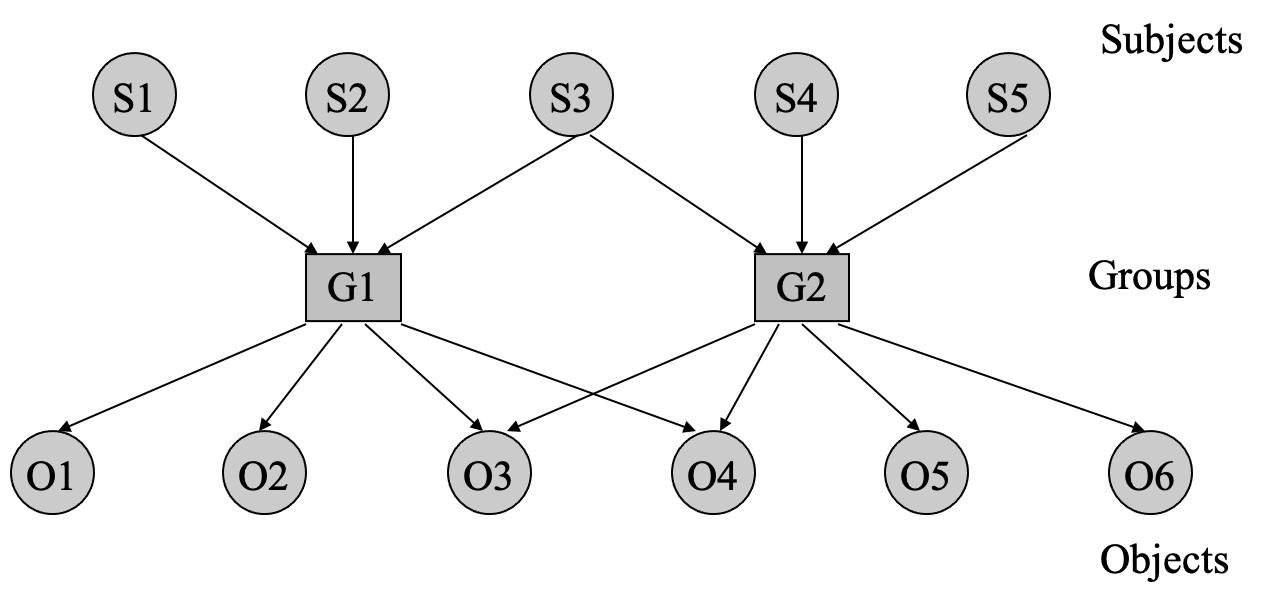 Subjects
S1 S2 S3 S4 S5
G1 G2 Groups
O1 O2 O3 O4 O5 O6
Objects